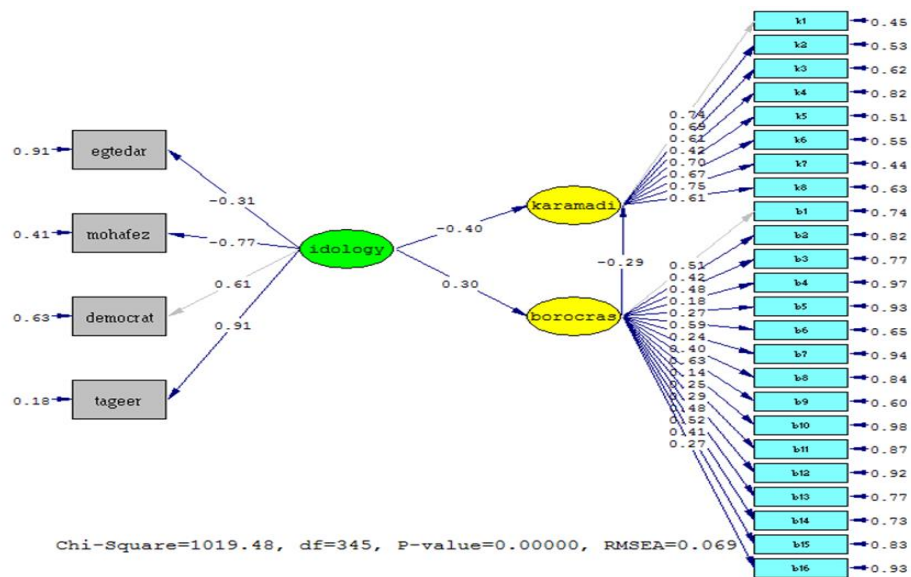 k1
0.45
k2
0.53
k3
0.62
k4
0.82
k5
0.51
k6
0.55
k7
0.44
k8
0.63
b1
0.74
b2
0.82
b3
0.77
b4
0.97
b5
0.93
b6
0.65
b7
0.94
b8
0.84
b9
0.60
b10
0.98
b11
0.87
b12
0.92
b13
0.77
b14
0.73
b15
0.83
b16
0.93
0.74
0.69
0.61
0.42
0.70
0.67
0.75
0.61
0.51
0.42
0.48
0.18
0.27
0.59
0.24
0.40
0.63
0.14
0.25
0.29
0.48
0.52
0.41
0.27
0.91
egtedar
-0.31
0.41
mohafez
-0.77
0.63
democrat
0.61
0.18
tageer
0.91
idology
-0.40
0.30
karamadi
-0.29
borocras
Chi-Square=1019.48, df=345, P-value=0.00000, RMSEA=0.069